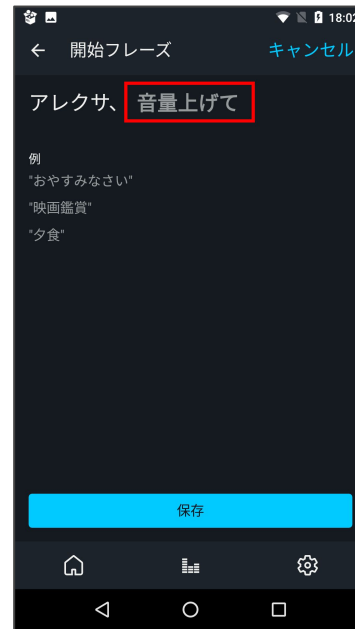 18:02
開始フレーズ キャンセル
アレクサ、 音量上げて
例
"おやすみなさい"
"映画鑑賞"
"夕食"
保存